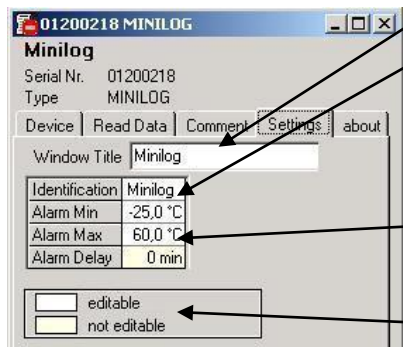 01200218 MINILOG
Minilog
Serial Nr. 01200218
Type MINILOG
Device Read Data Comment Settings about
Window Title Minilog
Identification Minilog
Alarm Min -25,0 °C
Alarm Max 60,0 °C
Alarm Delay 0 min
editable
not editable